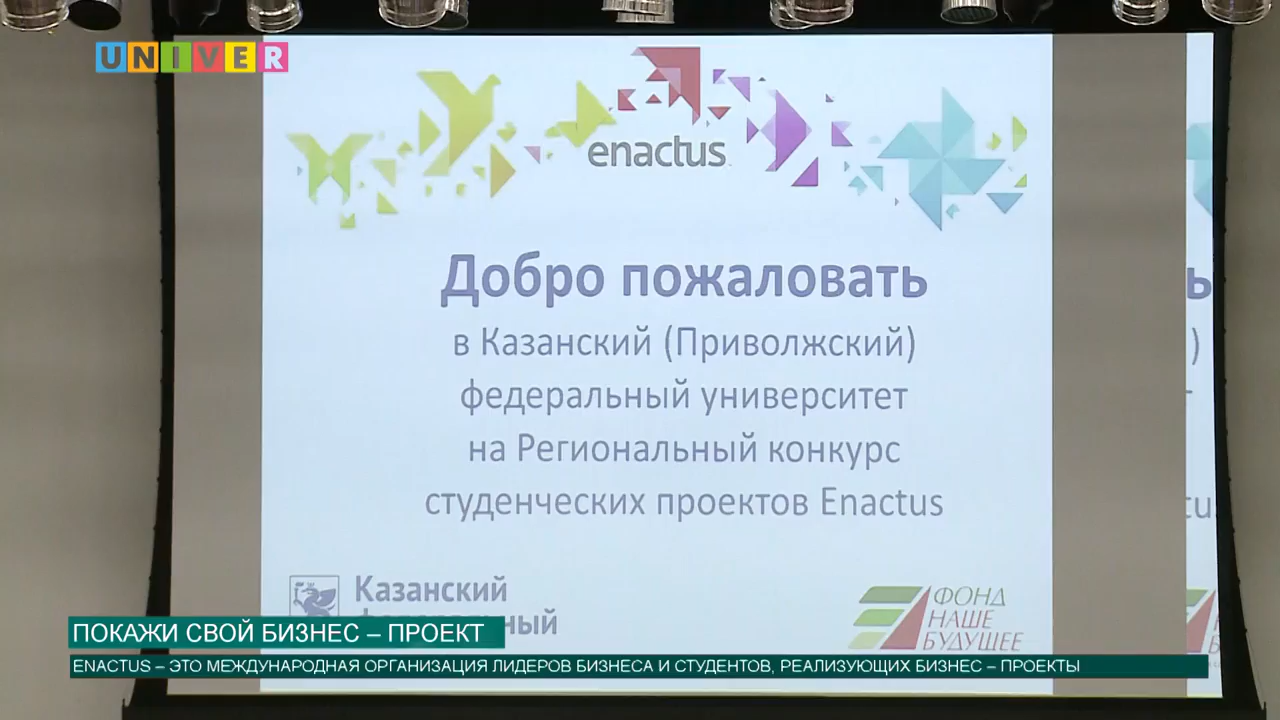 UNIVER
enactus
Добро пожаловать
в Казанский (Приволжский)
федеральный университет
на Региональный конкурс
студенческих проектов Enactus
Казанский
ФОНД
НАШЕ
БУДУЩЕЕ
ПОКАЖИ СВОЙ БИЗНЕС – ПРОЕКТ
ENACTUS – ЭТО МЕЖДУНАРОДНАЯ ОРГАНИЗАЦИЯ ЛИДЕРОВ БИЗНЕСА И СТУДЕНТОВ, РЕАЛИЗУЮЩИХ БИЗНЕС – ПРОЕКТЫ